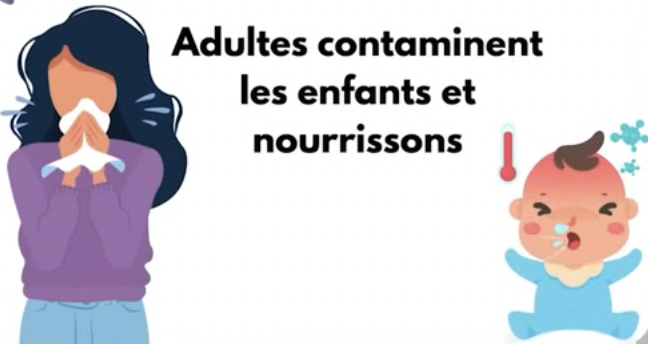 Adultes contaminent
les enfants et
nourrissons